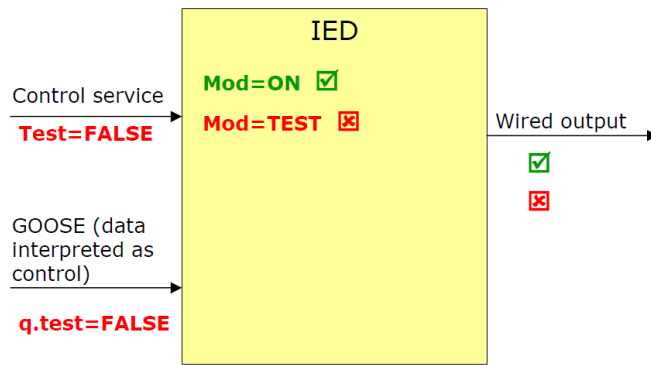 IED
Mod=ON
Mod=TEST
Control service
Test=FALSE
Wired output
GOOSE (data
interpreted as
control)
q.test=FALSE